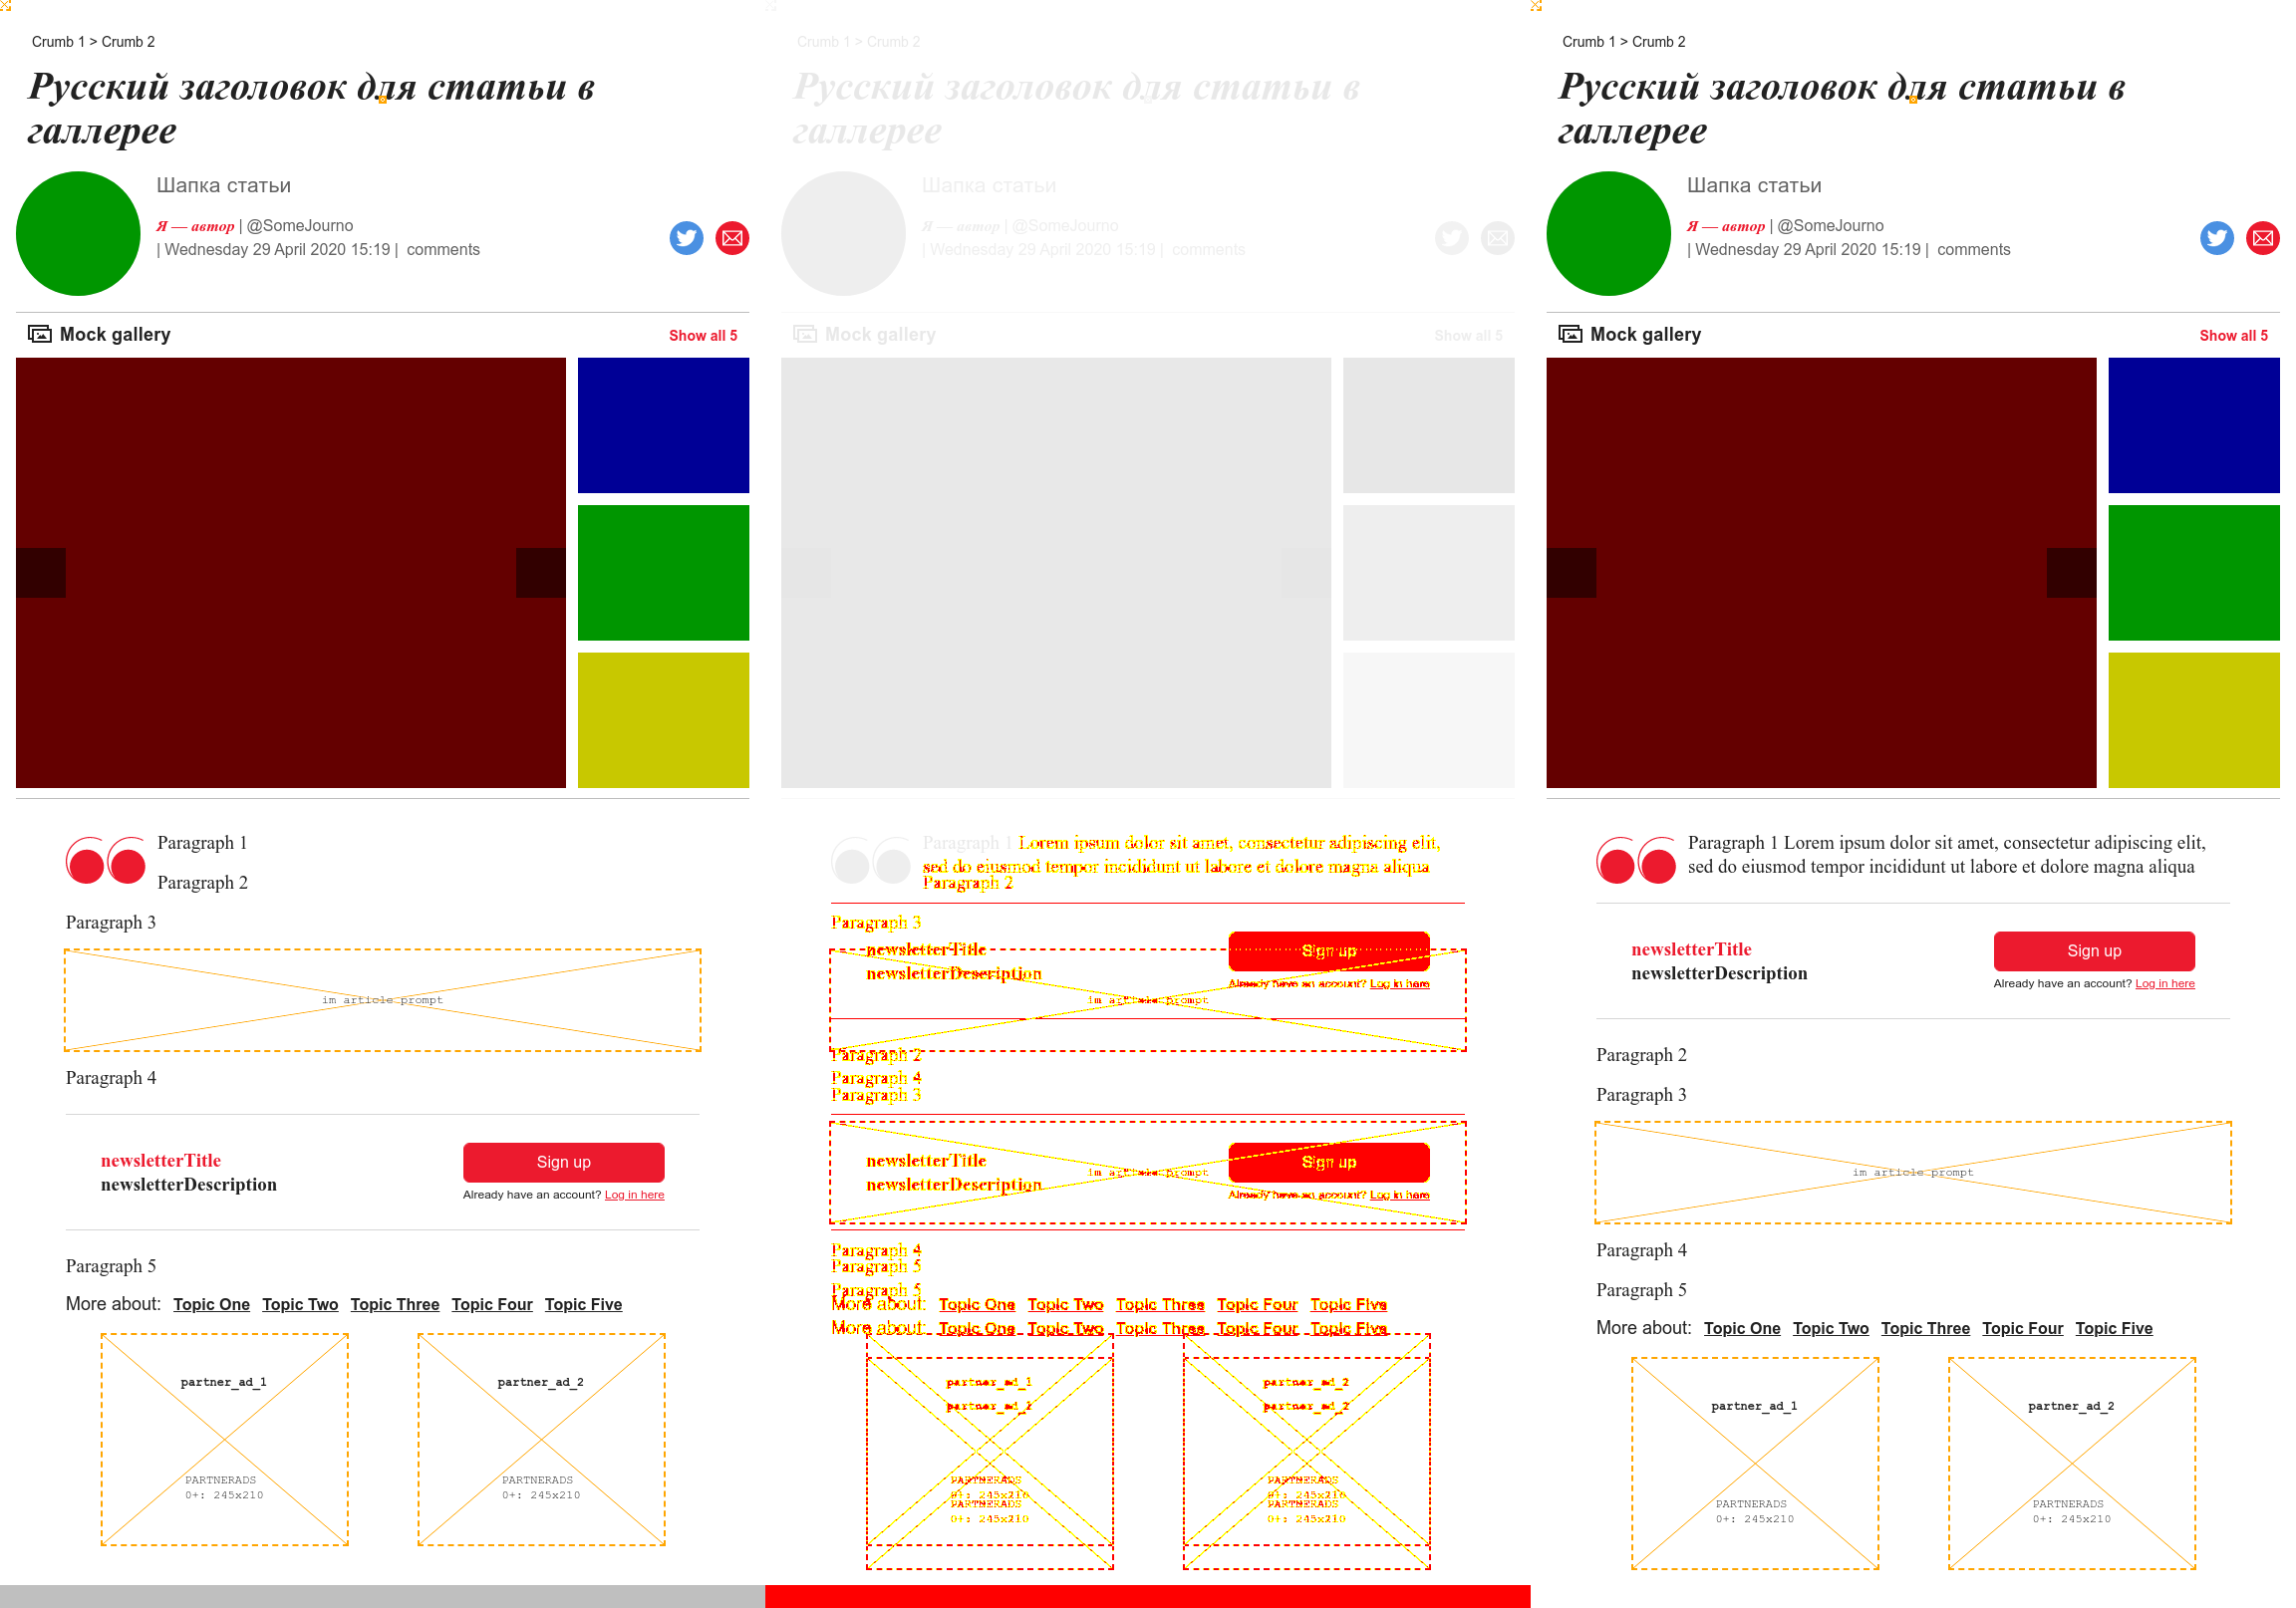 Crumb 1 > Crumb 2
Русский заголовок для статьи в
галлерее
Шапка статьи
Я — автор | @SomeJourno
| Wednesday 29 April 2020 15:19 | comments
Mock gallery
Show all 5
Paragraph 1
Paragraph 2
Paragraph 3
im article prompt
Paragraph 4
newsletterTitle
newsletterDescription
Sign up
Already have an account? Log in here
Paragraph 5
More about: Topic One Topic Two Topic Three Topic Four Topic Five
partner_ad_1
PARTNERADS
0+: 245x210
partner_ad_2
PARTNERADS
0+: 245x210
Crumb 1 > Crumb 2
Русский заголовок для статьи в
галлерее
Шапка статьи
Я — автор | @SomeJourno
| Wednesday 29 April 2020 15:19 | comments
Mock gallery
Show all 5
Paragraph 1 Lorem ipsum dolor sit amet, consectetur adipiscing elit,
sed do eiusmod tempor incididunt ut labore et dolore magna aliqua
Paragraph 2
Paragraph 3
newsletterTitle
newsletterDescription
Sign up
Already have an account? Log in here
im article prompt
Paragraph 2
Paragraph 4
Paragraph 3
newsletterTitle
newsletterDescription
Sign up
Already have an account? Log in here
im article prompt
Paragraph 4
Paragraph 5
Paragraph 5
More about: Topic One Topic Two Topic Three Topic Four Topic Five
More about: Topic One Topic Two Topic Three Topic Four Topic Five
partner_ad_1
partner_ad_1
PARTNERADS
0+: 245x210
PARTNERADS
0+: 245x210
partner_ad_2
partner_ad_2
PARTNERADS
0+: 245x210
PARTNERADS
0+: 245x210
Crumb 1 > Crumb 2
Русский заголовок для статьи в
галлерее
Шапка статьи
Я — автор | @SomeJourno
| Wednesday 29 April 2020 15:19 | comments
Mock gallery
Show all 5
Paragraph 1 Lorem ipsum dolor sit amet, consectetur adipiscing elit,
sed do eiusmod tempor incididunt ut labore et dolore magna aliqua
newsletterTitle
newsletterDescription
Sign up
Already have an account? Log in here
Paragraph 2
Paragraph 3
im article prompt
Paragraph 4
Paragraph 5
More about: Topic One Topic Two Topic Three Topic Four Topic Five
partner_ad_1
PARTNERADS
0+: 245x210
partner_ad_2
PARTNERADS
0+: 245x210